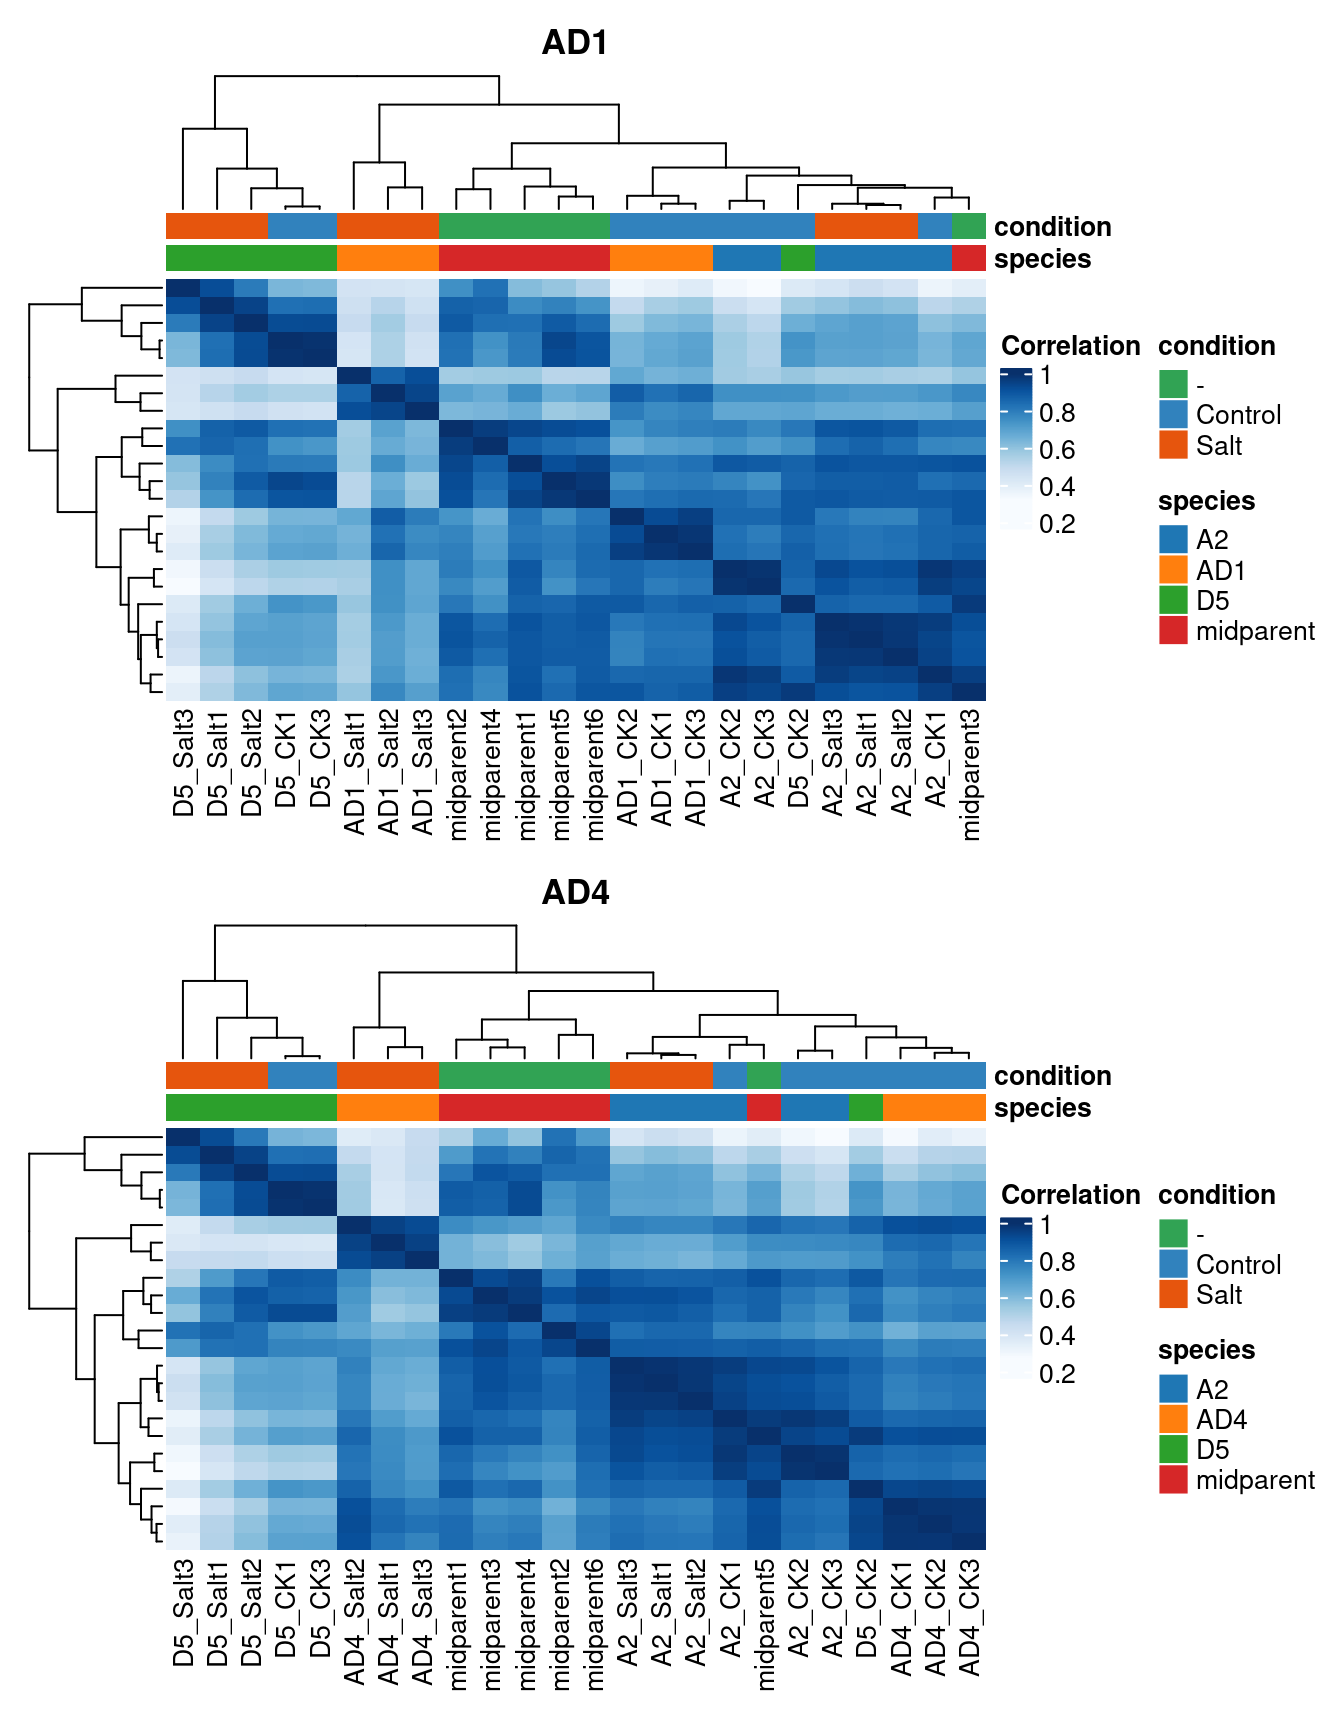 AD1
condition
species
Correlation
1
0.8
0.6
0.4
0.2
condition
-
Control
Salt
species
A2
AD1
D5
midparent
D5_Salt3
D5_Salt1
D5_Salt2
D5_CK1
D5_CK3
AD1_Salt1
AD1_Salt2
AD1_Salt3
midparent2
midparent4
midparent1
midparent5
midparent6
AD1_CK2
AD1_CK1
AD1_CK3
A2_CK2
A2_CK3
D5_CK2
A2_Salt3
A2_Salt1
A2_Salt2
A2_CK1
midparent3
AD4
condition
species
Correlation
1
0.8
0.6
0.4
0.2
condition
-
Control
Salt
species
A2
AD4
D5
midparent
D5_Salt3
D5_Salt1
D5_Salt2
D5_CK1
D5_CK3
AD4_Salt2
AD4_Salt1
AD4_Salt3
midparent1
midparent3
midparent4
midparent2
midparent6
A2_Salt3
A2_Salt1
A2_Salt2
A2_CK1
midparent5
A2_CK2
A2_CK3
D5_CK2
AD4_CK1
AD4_CK2
AD4_CK3